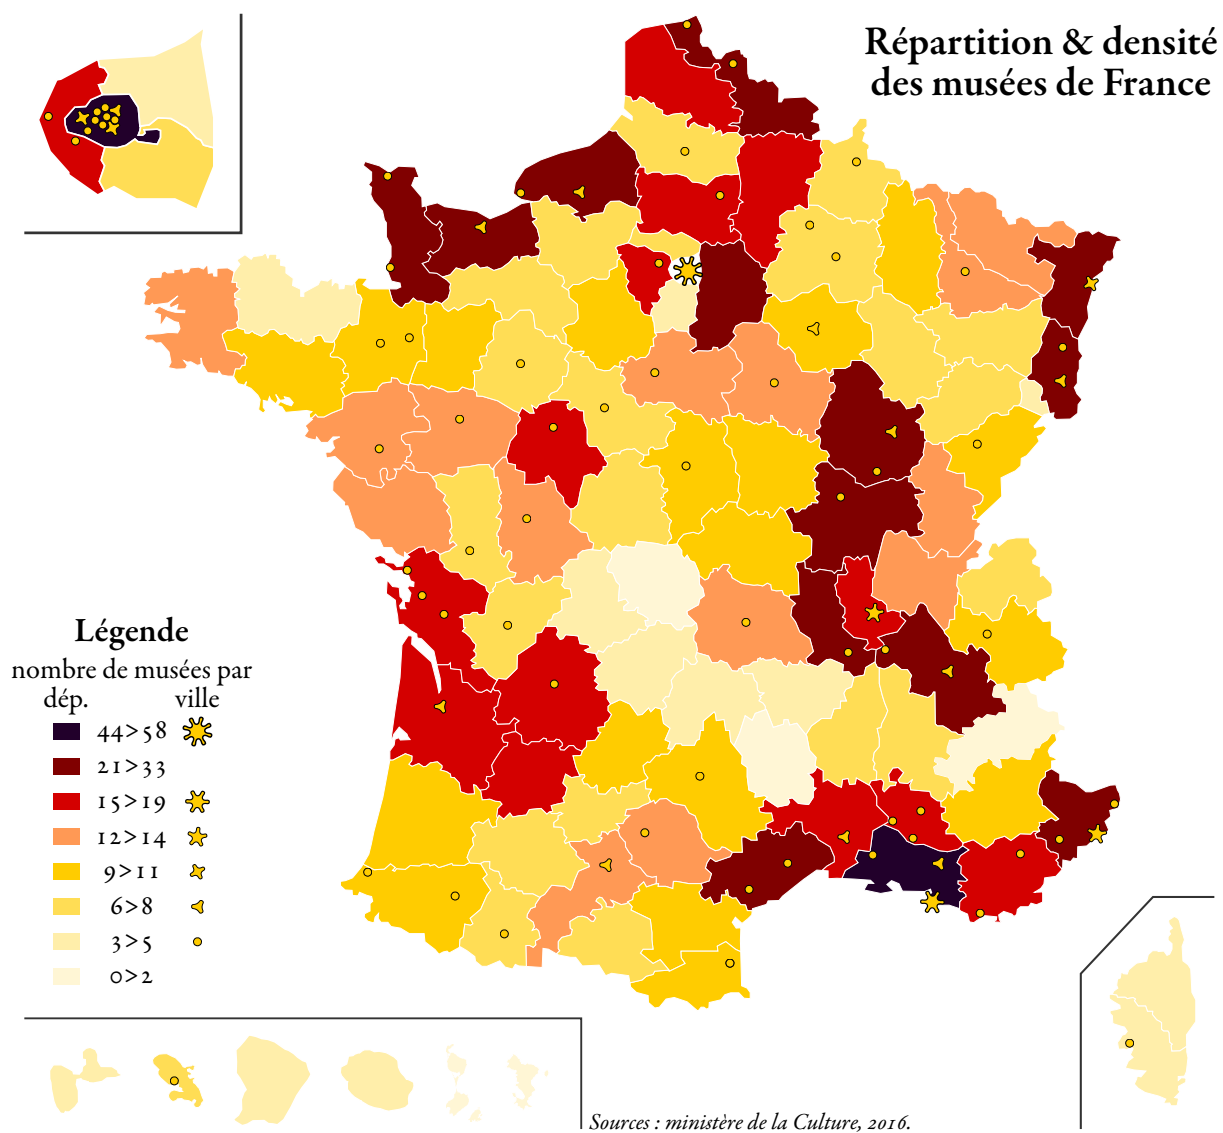 Répartition & densité
des musées de France
Légende
nombre de musées par
dép. ville
44>58
21>33
15>19
12>14
9>11
6>8
3>5
0>2
Sources : ministère de la Culture, 2016.